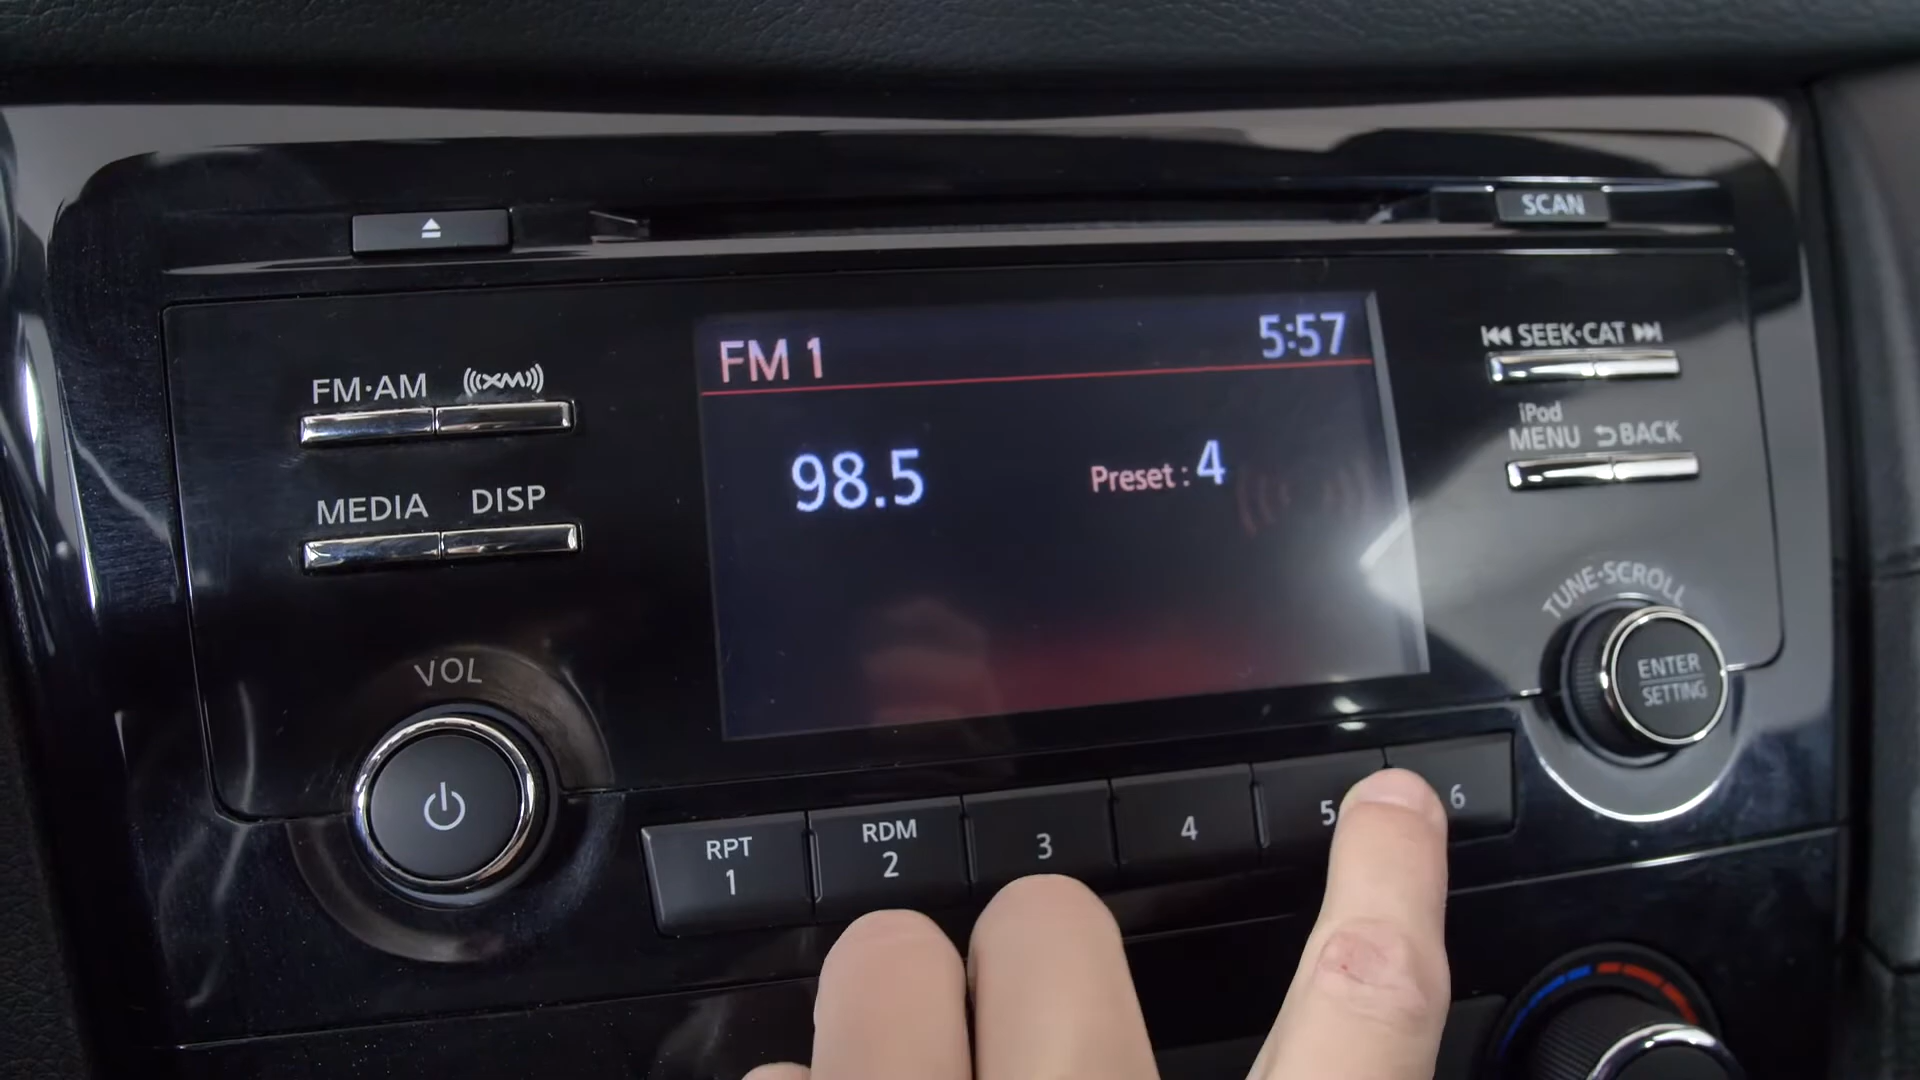 SCAN
FM 1 5:57
98.5 Preset : 4
FM·AM (((XM)))
MEDIA DISP
VOL
SEEK·CAT
iPod
MENU BACK
TUNE·SCROLL
ENTER
SETTING
RPT
1
RDM
2
3
4
5
6